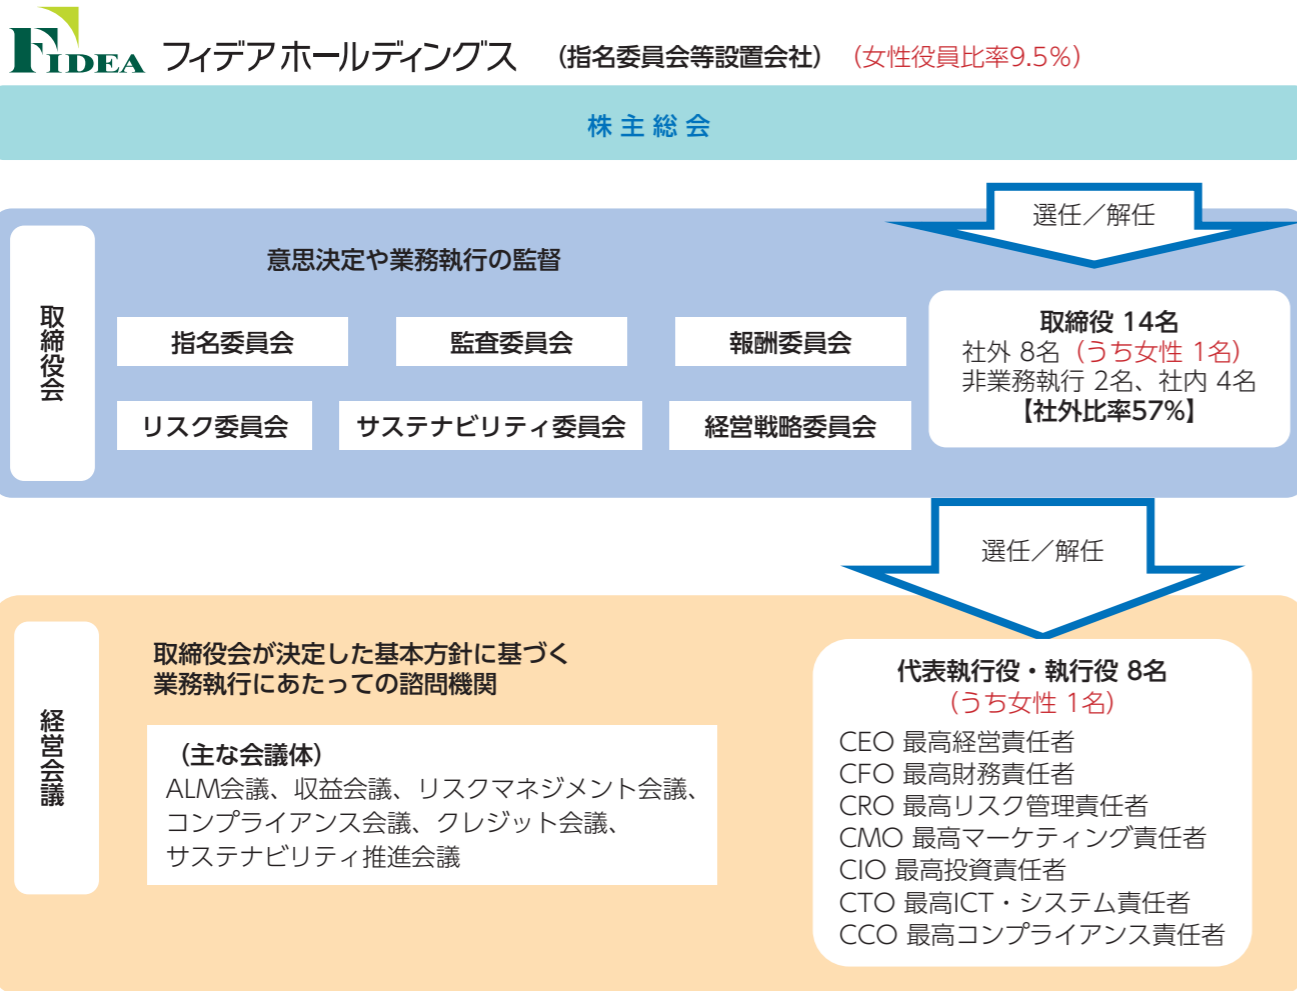 FIDEA フィデアホールディングス （指名委員会等設置会社） （女性役員比率9.5%）
株主総会
選任／解任
取締役会
意思決定や業務執行の監督
指名委員会
監査委員会
報酬委員会
リスク委員会
サステナビリティ委員会
経営戦略委員会
取締役 14名
社外 8名（うち女性 1名）
非業務執行 2名、社内 4名
【社外比率57%】
選任／解任
経営会議
取締役会が決定した基本方針に基づく
業務執行にあたっての諮問機関
（主な会議体）
ALM会議、収益会議、リスクマネジメント会議、
コンプライアンス会議、クレジット会議、
サステナビリティ推進会議
代表執行役・執行役 8名
（うち女性 1名）
CEO 最高経営責任者
CFO 最高財務責任者
CRO 最高リスク管理責任者
CMO 最高マーケティング責任者
CIO 最高投資責任者
CTO 最高ICT・システム責任者
CCO 最高コンプライアンス責任者